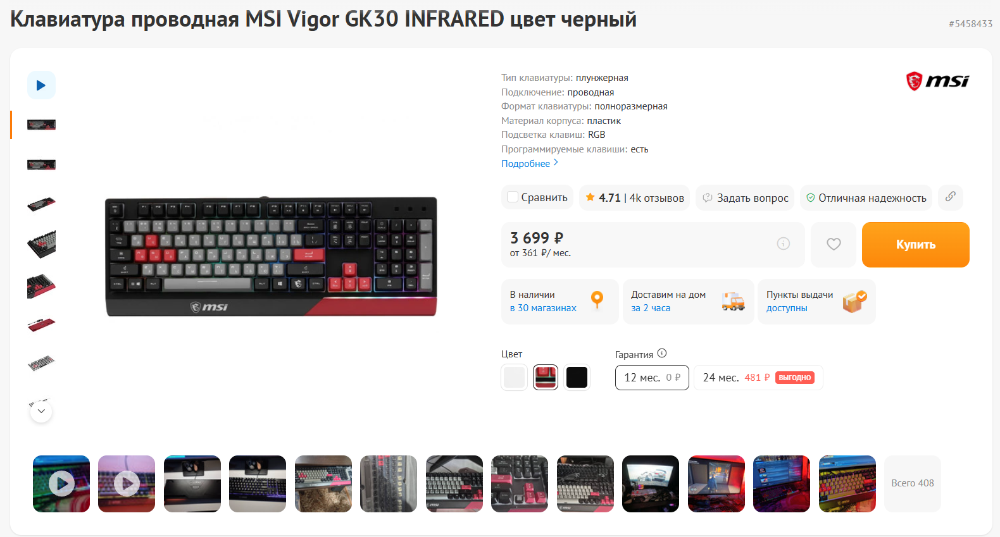 Клавиатура проводная MSI Vigor GK30 INFRARED цвет черный
#5458433
Тип клавиатуры: плунжерная
Подключение: проводная
Формат клавиатуры: полноразмерная
Материал корпуса: пластик
Подсветка клавиш: RGB
Программируемые клавиши: есть
Подробнее
msi
Сравнить
4.71 | 4k отзывов
Задать вопрос
Отличная надежность
3 699 ₽
от 361 ₽/ мес.
Купить
В наличии
в 30 магазинах
Доставим на дом
за 2 часа
Пункты выдачи
доступны
Цвет
Гарантия
12 мес. 0 ₽
24 мес. 481 ₽ выгодно
msi
Всего 408